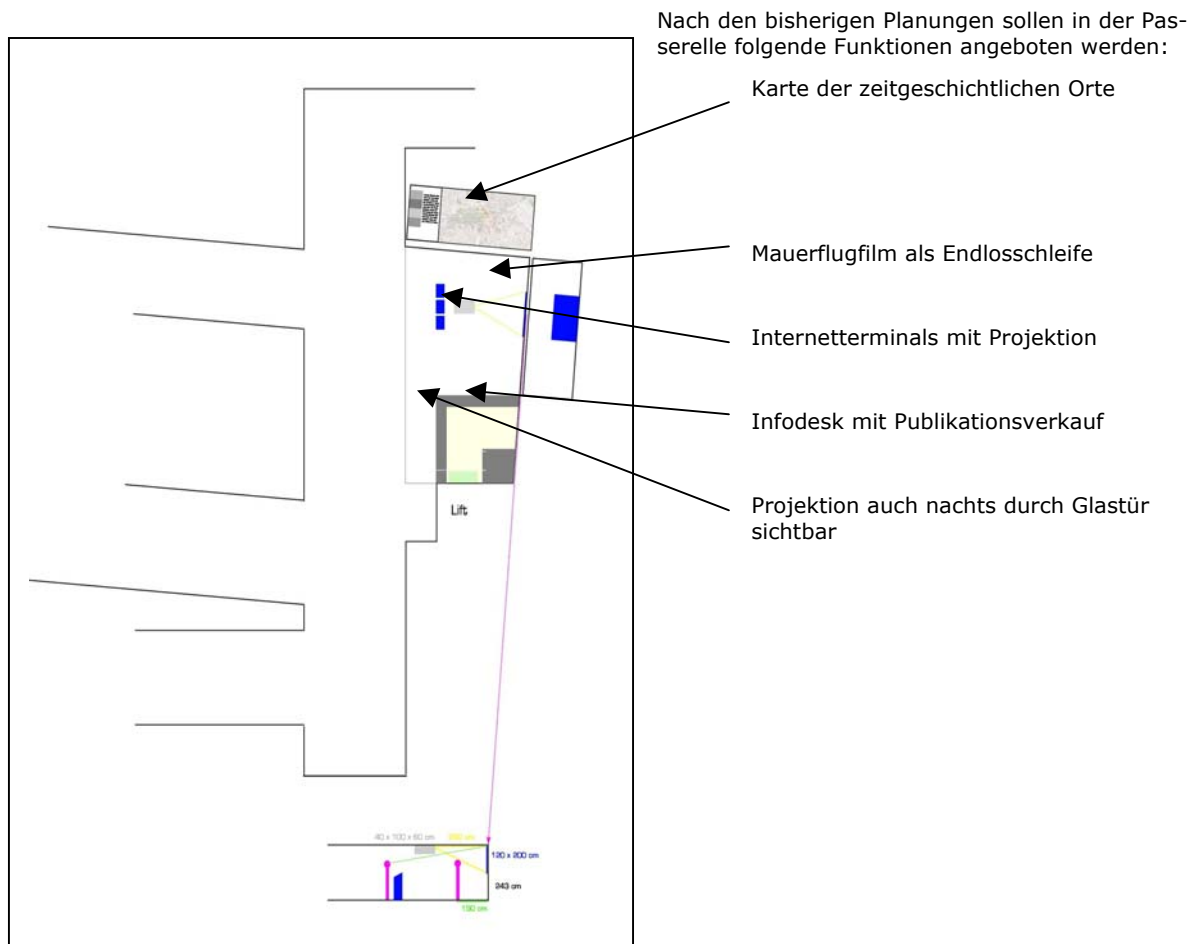 Nach den bisherigen Planungen sollen in der Pas-
serelle folgende Funktionen angeboten werden:
Karte der zeitgeschichtlichen Orte
Mauerflugfilm als Endlosschleife
Internetterminals mit Projektion
Infodesk mit Publikationsverkauf
Projektion auch nachts durch Glastür
sichtbar
Lift
40 x 100 x 60 cm
120 x 200 cm
243 cm
190 cm